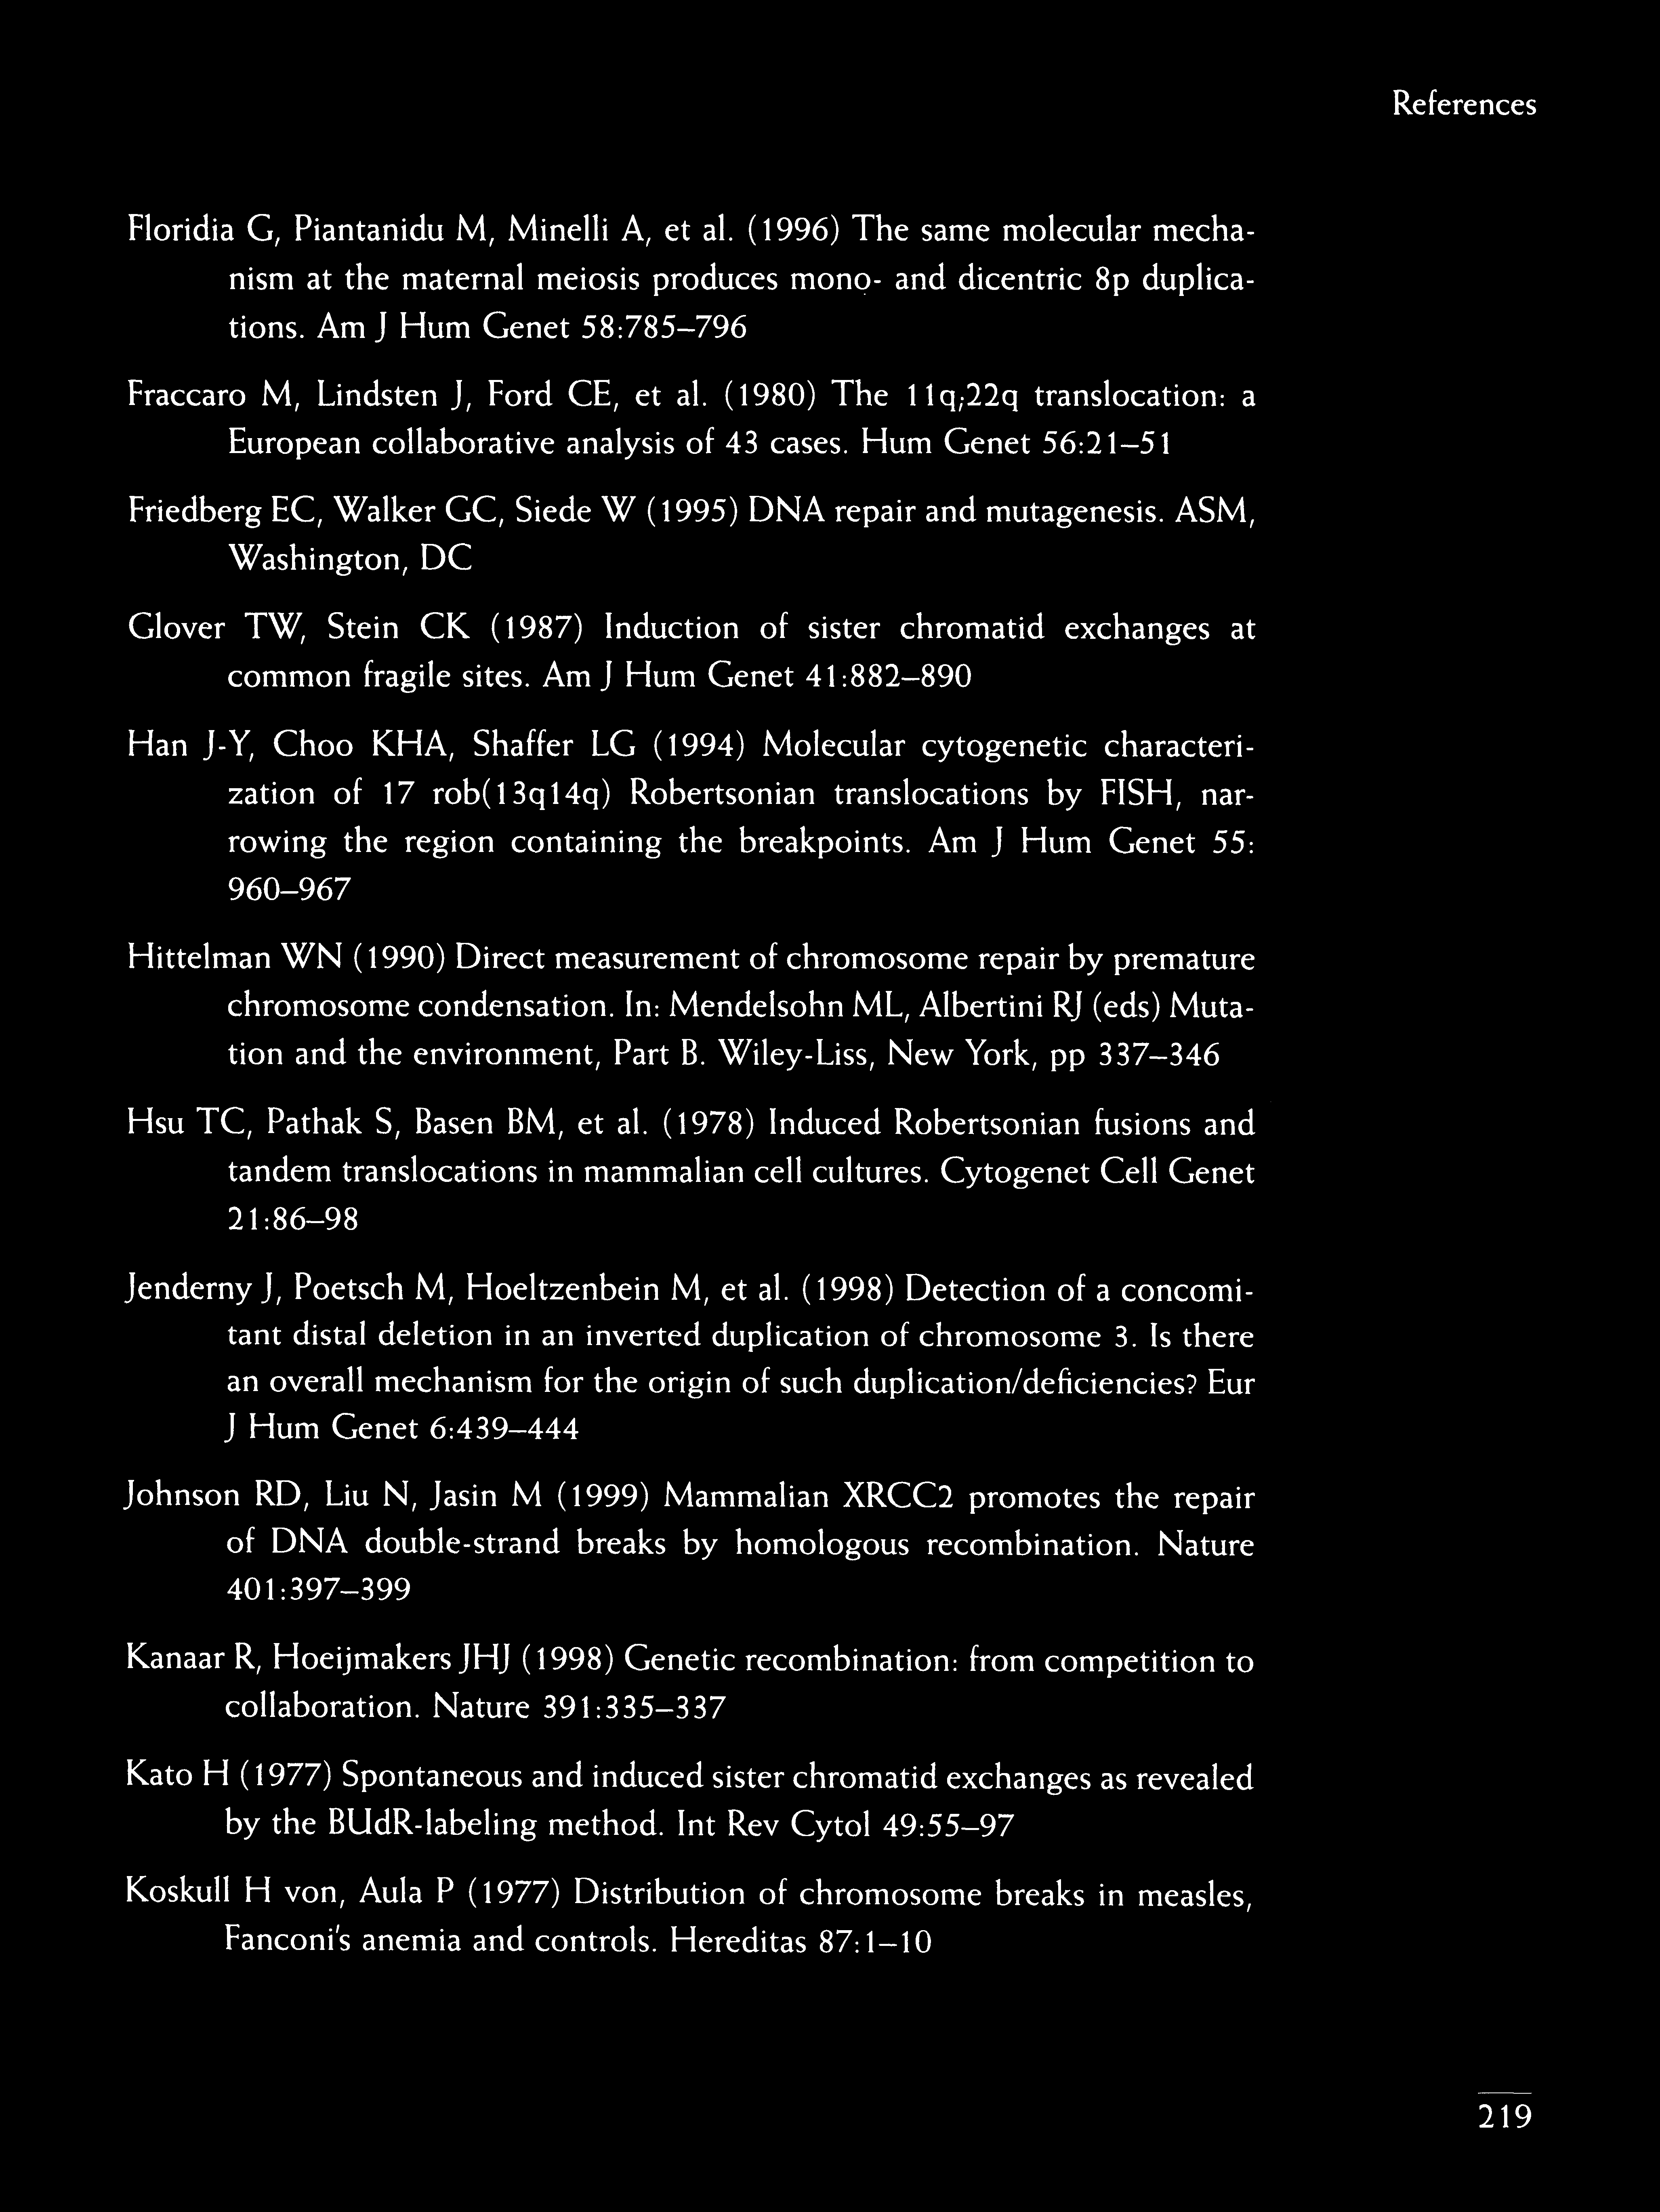 References
Floridia G, Piantanidu M, Minelli A, et al. (1996) The same molecular mecha-
nism at the maternal meiosis produces mono- and dicentric 8p duplica-
tions. Am J Hum Genet 58:785–796
Fraccaro M, Lindsten J, Ford CE, et al. (1980) The 11q;22q translocation: a
European collaborative analysis of 43 cases. Hum Genet 56:21–51
Friedberg EC, Walker GC, Siede W (1995) DNA repair and mutagenesis. ASM,
Washington, DC
Glover TW, Stein CK (1987) Induction of sister chromatid exchanges at
common fragile sites. Am J Hum Genet 41:882–890
Han J-Y, Choo KHA, Shaffer LG (1994) Molecular cytogenetic characteri-
zation of 17 rob(13q14q) Robertsonian translocations by FISH, nar-
rowing the region containing the breakpoints. Am J Hum Genet 55:
960–967
Hittelman WN (1990) Direct measurement of chromosome repair by premature
chromosome condensation. In: Mendelsohn ML, Albertini RJ (eds) Muta-
tion and the environment, Part B. Wiley-Liss, New York, pp 337–346
Hsu TC, Pathak S, Basen BM, et al. (1978) Induced Robertsonian fusions and
tandem translocations in mammalian cell cultures. Cytogenet Cell Genet
21:86–98
Jenderny J, Poetsch M, Hoeltzenbein M, et al. (1998) Detection of a concomi-
tant distal deletion in an inverted duplication of chromosome 3. Is there
an overall mechanism for the origin of such duplication/deficiencies? Eur
J Hum Genet 6:439–444
Johnson RD, Liu N, Jasin M (1999) Mammalian XRCC2 promotes the repair
of DNA double-strand breaks by homologous recombination. Nature
401:397–399
Kanaar R, Hoeijmakers JHJ (1998) Genetic recombination: from competition to
collaboration. Nature 391:335–337
Kato H (1977) Spontaneous and induced sister chromatid exchanges as revealed
by the BUdR-labeling method. Int Rev Cytol 49:55–97
Koskull H von, Aula P (1977) Distribution of chromosome breaks in measles,
Fanconi's anemia and controls. Hereditas 87:1–10
219